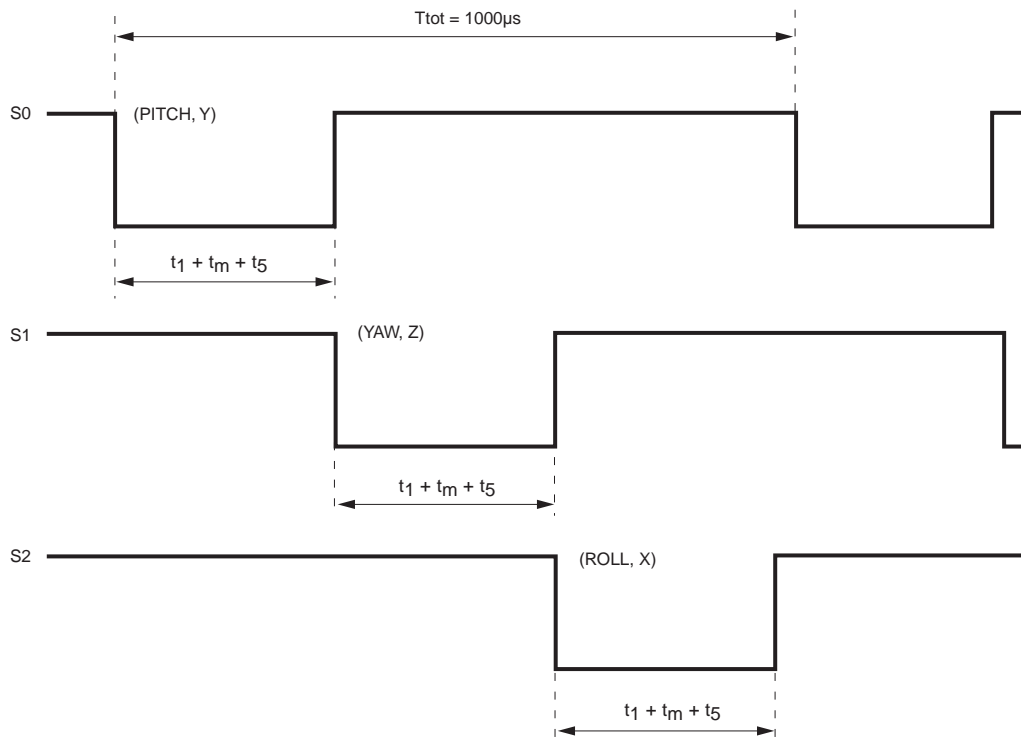 Ttot = 1000µs
S0
(PITCH, Y)
t1 + tm + t5
S1
(YAW, Z)
t1 + tm + t5
S2
(ROLL, X)
t1 + tm + t5